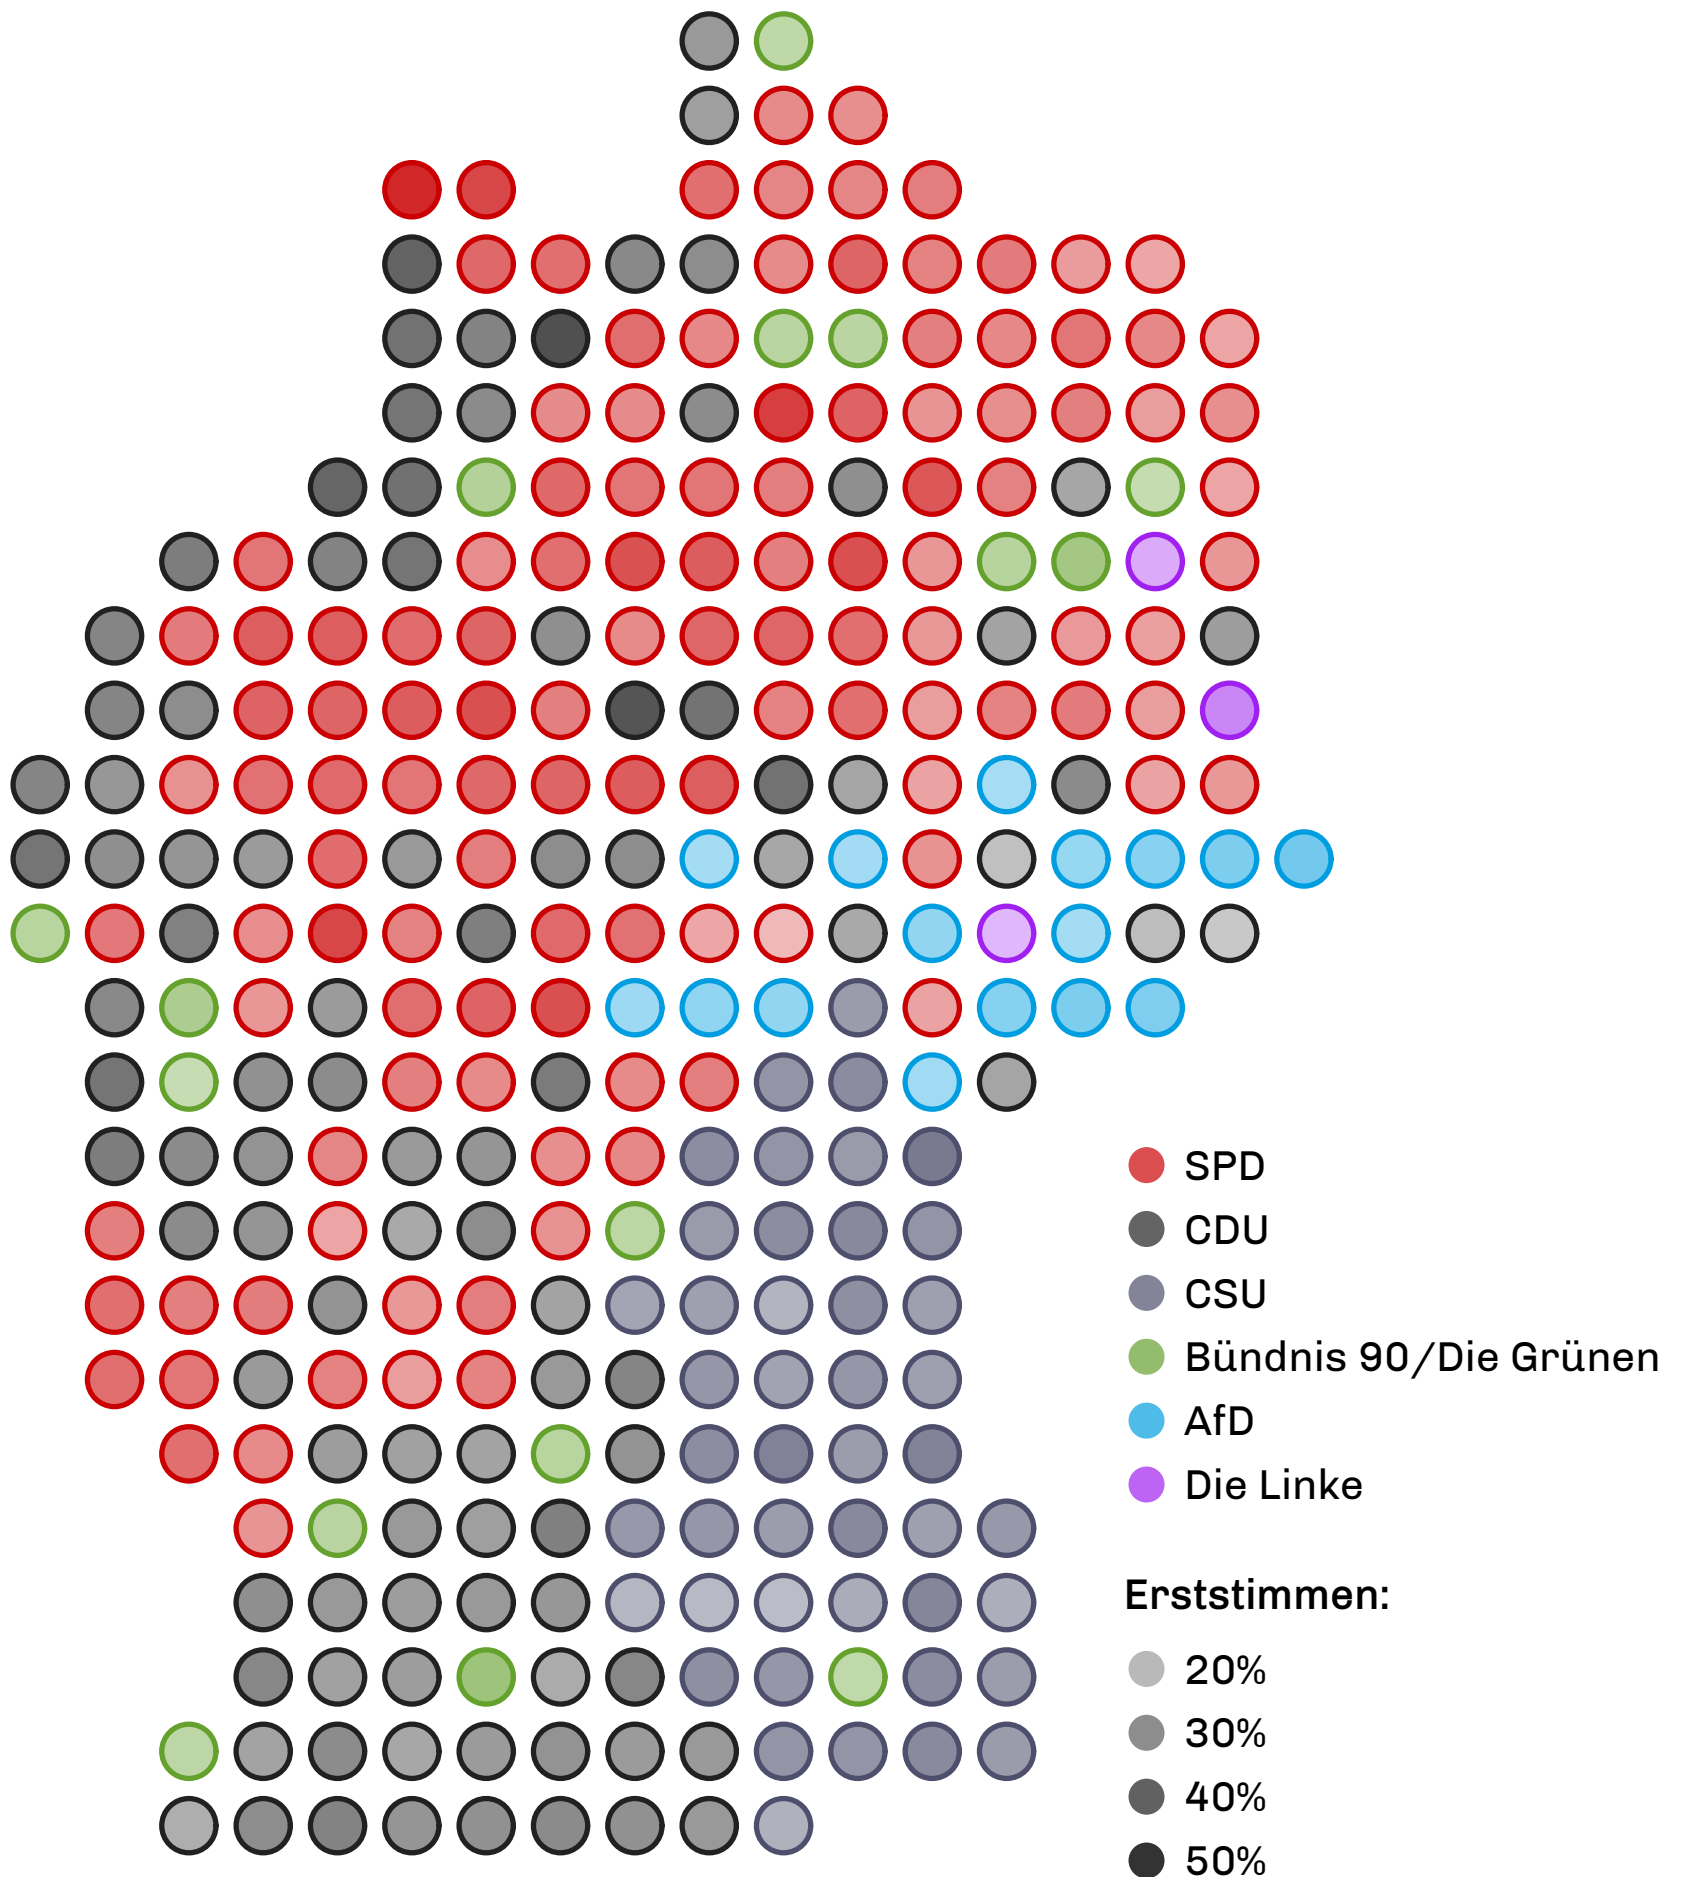 SPD
CDU
CSU
Bündnis 90/Die Grünen
AfD
Die Linke
Erststimmen:
20%
30%
40%
50%